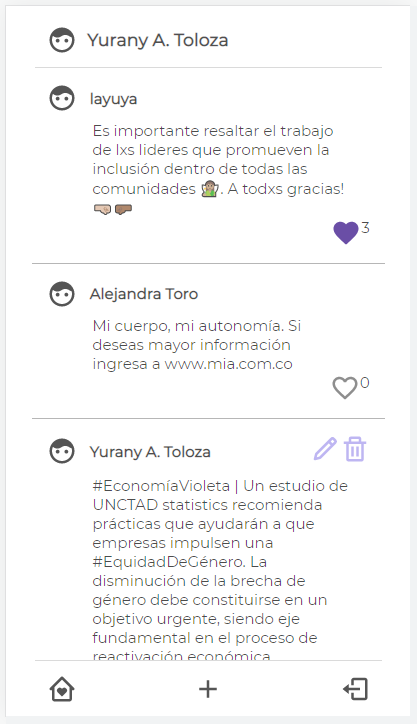 Yurany A. Toloza
layuya
Es importante resaltar el trabajo
de lxs lideres que promueven la
inclusión dentro de todas las
comunidades 🤷🏽‍♀️. A todxs gracias!
🤜🏼🤛🏽
3
Alejandra Toro
Mi cuerpo, mi autonomía. Si
deseas mayor información
ingresa a www.mia.com.co
0
Yurany A. Toloza
#EconomíaVioleta | Un estudio de
UNCTAD statistics recomienda
prácticas que ayudarán a que
empresas impulsen una
#EquidadDeGénero. La
disminución de la brecha de
género debe constituirse en un
objetivo urgente, siendo eje
fundamental en el proceso de
reactivación económica